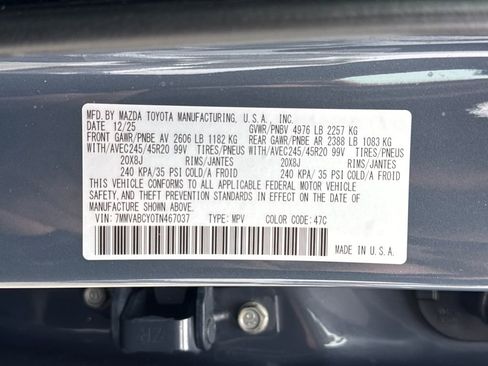 MFD. BY MAZDA TOYOTA MANUFACTURING, U.S.A., INC.
DATE 12/25 GVWR/PNBV 4976 LB 2257 KG
FRONT GAWR/PNBE AV 2606 LB 1182 KG REAR GAWR/PNBE AR 2388 LB 1083 KG
WITH/AVEC245/45R20 99V TIRES/PNEUS WITH/AVEC245/45R20 99V TIRES/PNEUS
20X8J RIMS/JANTES 20X8J RIMS/JANTES
240 KPA/ 35 PSI COLD/A FROID 240 KPA/ 35 PSI COLD/A FROID
THIS VEHICLE CONFORMS TO ALL APPLICABLE FEDERAL MOTOR VEHICLE
SAFETY, AND THEFT PREVENTION STANDARDS IN EFFECT ON THE DATE OF
MANUFACTURE SHOWN ABOVE.
VIN: 7MMVABCY0TN467037 TYPE: MPV COLOR CODE: 47C
MADE IN U.S.A.